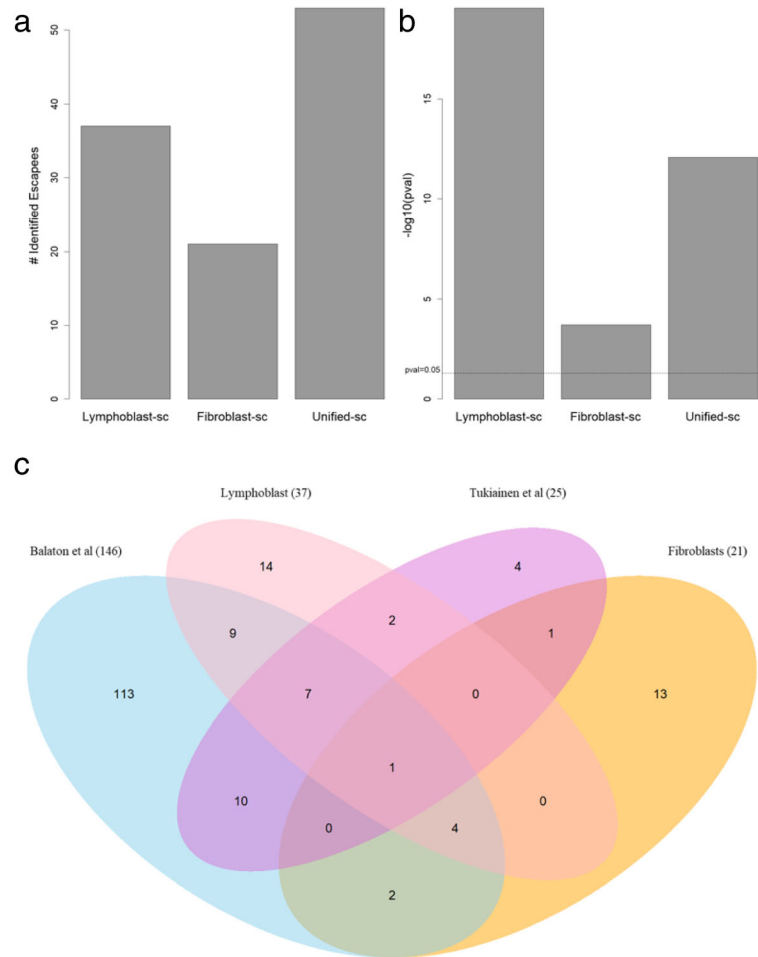 a
# Identified Escapees
50
40
30
20
10
0
Lymphoblast-sc
Fibroblast-sc
Unified-sc
b
-log10(pval)
15
10
5
pval=0.05
0
Lymphoblast-sc
Fibroblast-sc
Unified-sc
c
Lymphoblast (37)
Tukiainen et al (25)
Balaton et al (146)
Fibroblasts (21)
14
4
9
2
1
113
7
0
13
1
10
0
4
0
2